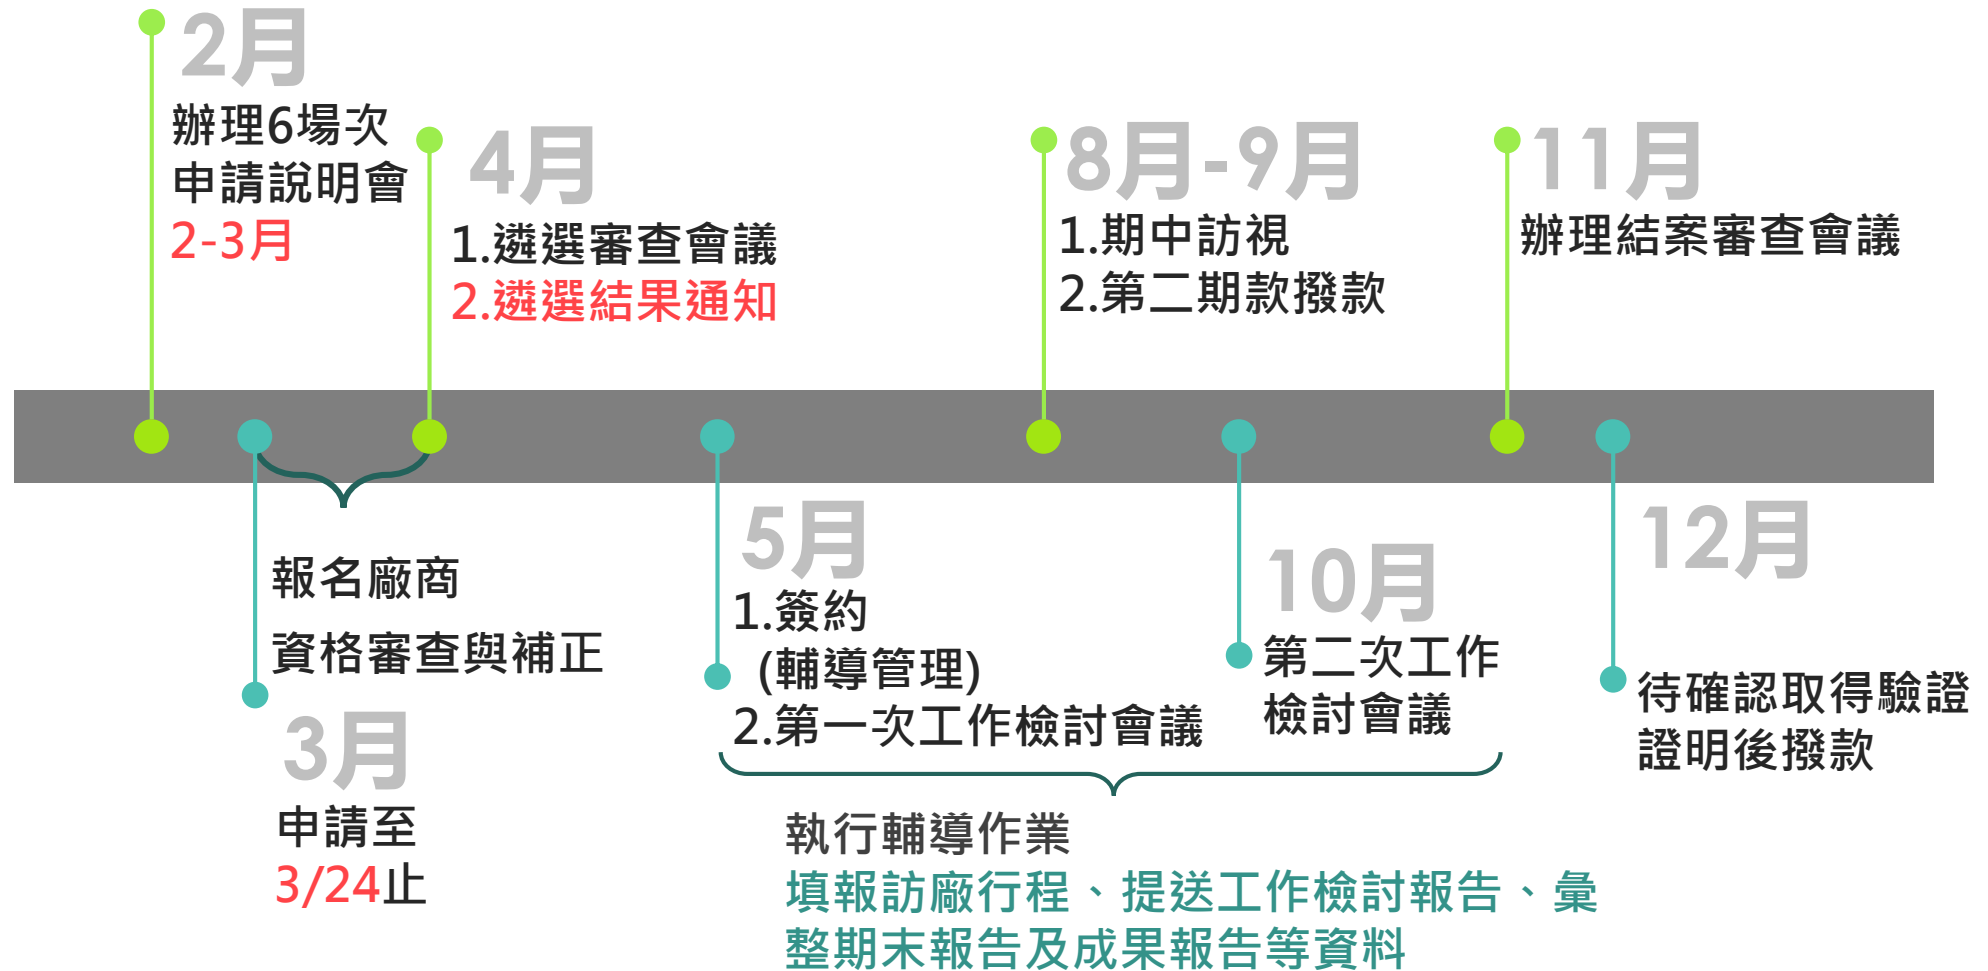 2月
辦理6場次
申請說明會
2-3月
4月
1.遴選審查會議
2.遴選結果通知
8月-9月
1.期中訪視
2.第二期款撥款
11月
辦理結案審查會議
報名廠商
資格審查與補正
3月
申請至
3/24止
5月
1.簽約
(輔導管理)
2.第一次工作檢討會議
10月
第二次工作
檢討會議
12月
待確認取得驗證
證明後撥款
執行輔導作業
填報訪廠行程、提送工作檢討報告、彙
整期末報告及成果報告等資料